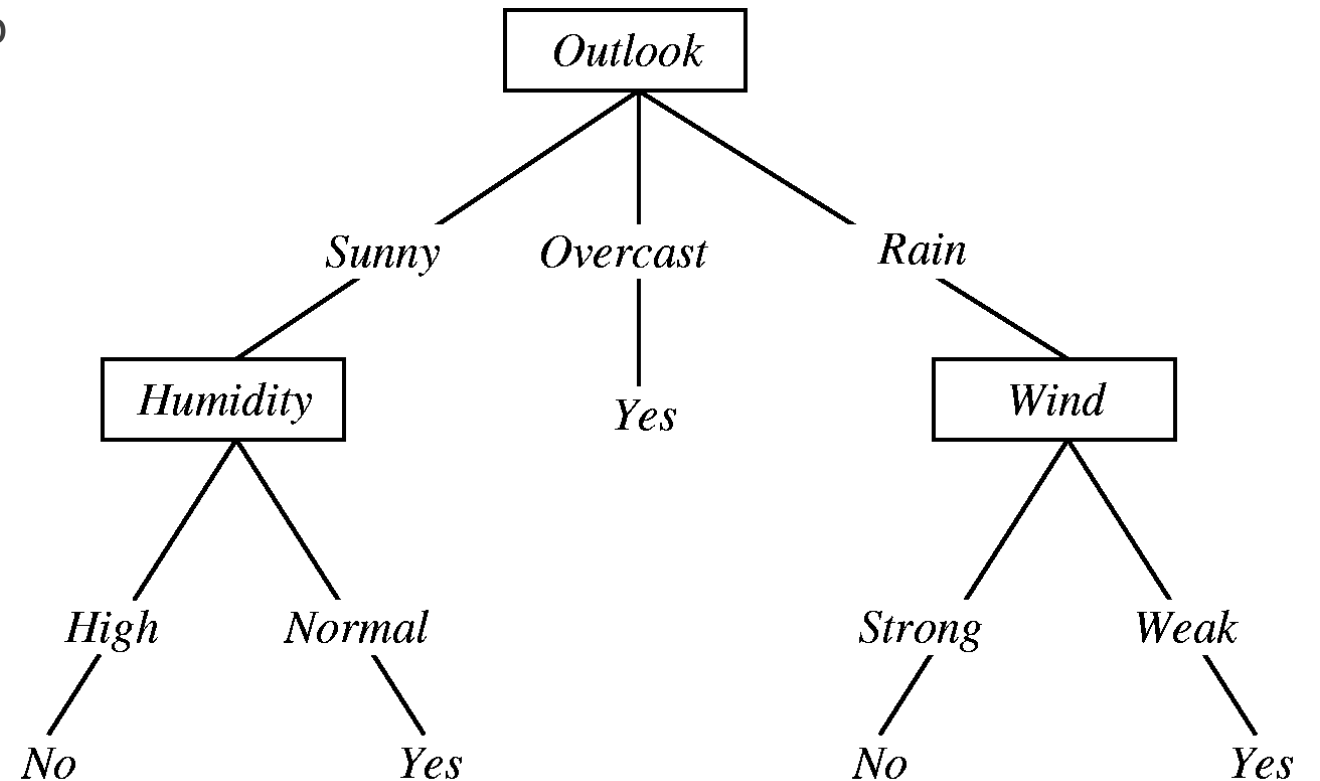 Outlook
Sunny Overcast Rain
Humidity Yes Wind
High Normal Strong Weak
No Yes No Yes